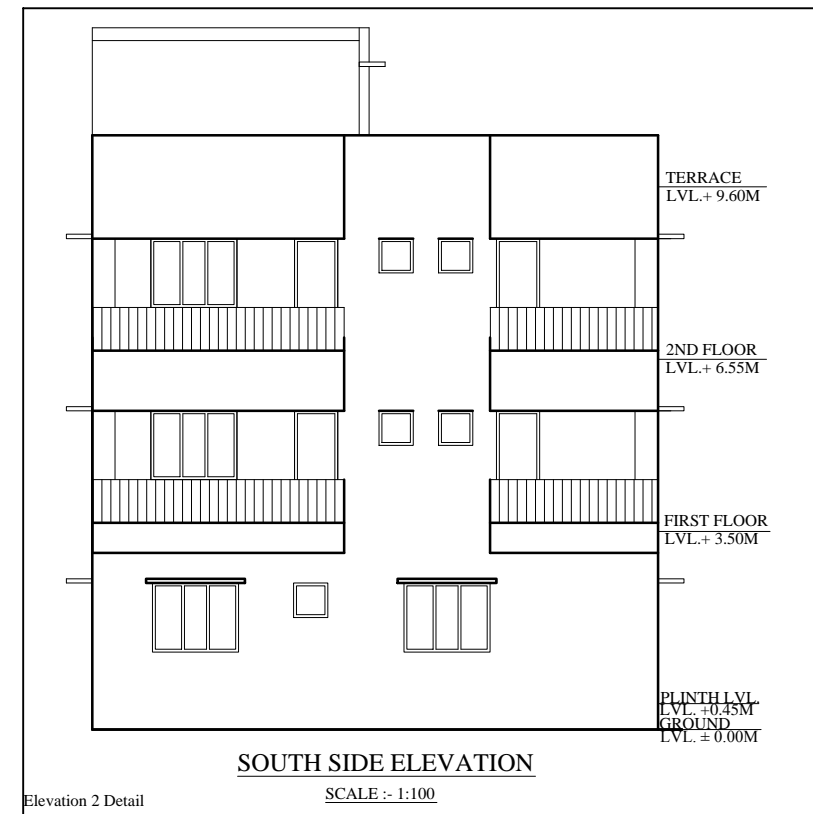 TERRACE
LVL.+ 9.60M
2ND FLOOR
LVL.+ 6.55M
FIRST FLOOR
LVL.+ 3.50M
PLINTH LVL.
LVL. +0.45M
GROUND
LVL. ± 0.00M
SOUTH SIDE ELEVATION
SCALE :- 1:100
Elevation 2 Detail